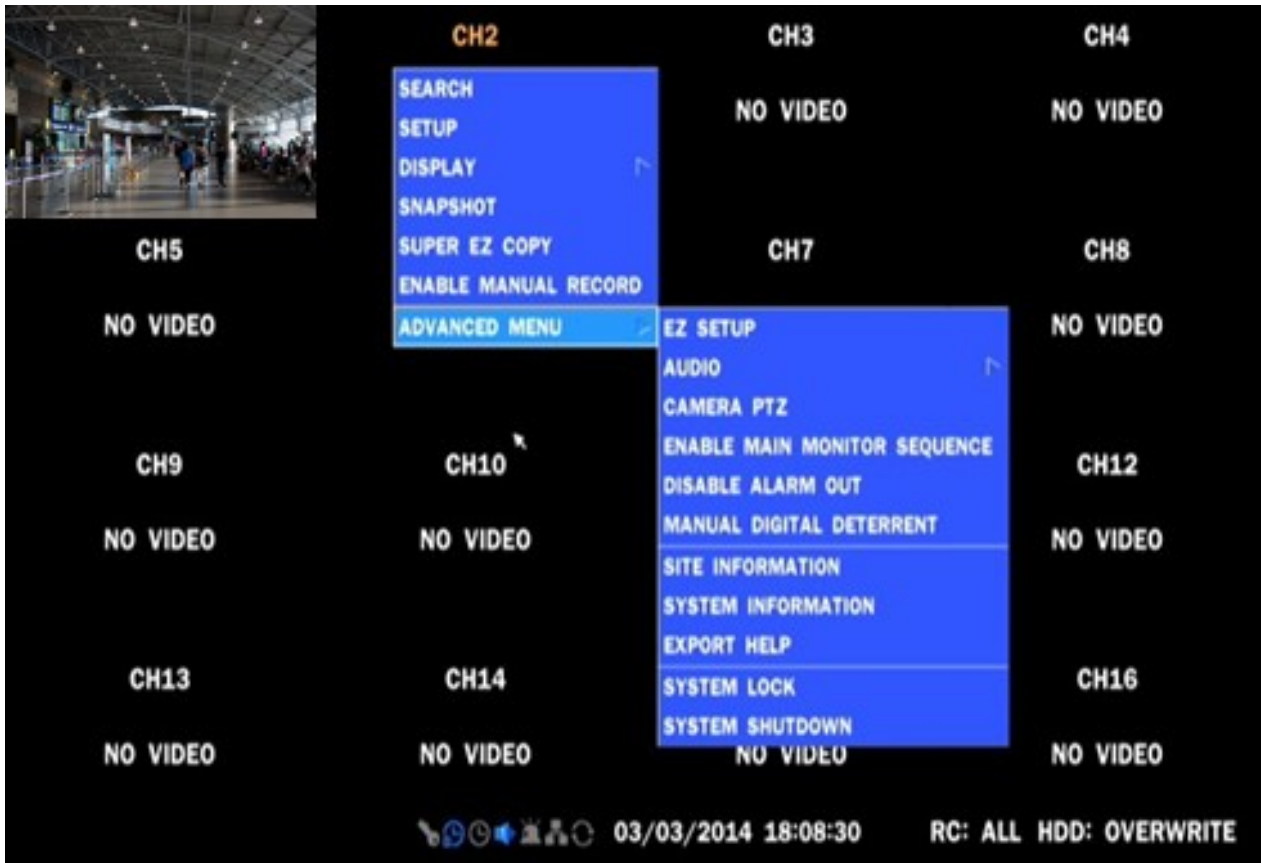 CH2
CH3
CH4
SEARCH
SETUP
DISPLAY
SNAPSHOT
SUPER EZ COPY
ENABLE MANUAL RECORD
ADVANCED MENU
NO VIDEO
NO VIDEO
CH5
CH7
CH8
NO VIDEO
NO VIDEO
EZ SETUP
AUDIO
CAMERA PTZ
ENABLE MAIN MONITOR SEQUENCE
DISABLE ALARM OUT
MANUAL DIGITAL DETERRENT
SITE INFORMATION
SYSTEM INFORMATION
EXPORT HELP
SYSTEM LOCK
SYSTEM SHUTDOWN
CH9
CH10
CH12
NO VIDEO
NO VIDEO
NO VIDEO
CH13
CH14
CH16
NO VIDEO
NO VIDEO
NO VIDEO
NO VIDEO
03/03/2014 18:08:30 RC: ALL HDD: OVERWRITE